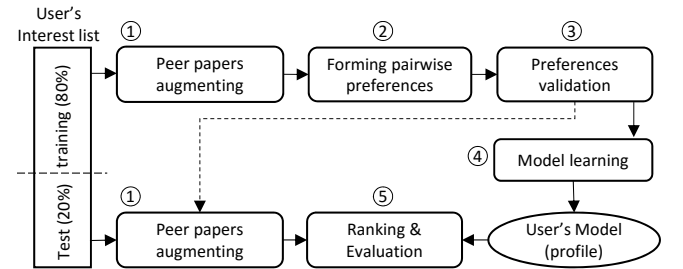 User's
Interest list
training (80%)
Test (20%)
①
Peer papers
augmenting
②
Forming pairwise
preferences
③
Preferences
validation
④
Model learning
①
Peer papers
augmenting
⑤
Ranking &
Evaluation
User's Model
(profile)